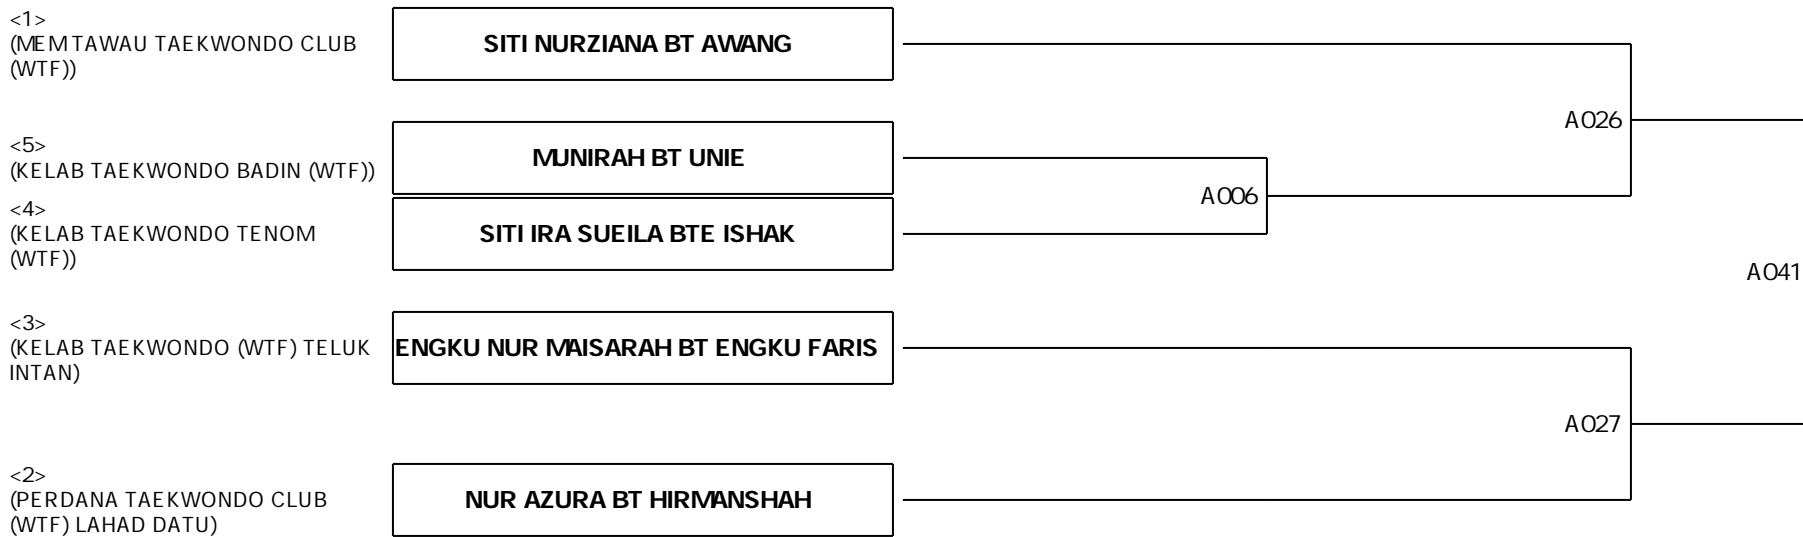 <1>
(MEM TAWAU TAEKWONDO CLUB
(WTF))
SITI NURZIANA BT AWANG
A026
<5>
(KELAB TAEKWONDO BADIN (WTF))
MUNIRAH BT UNIE
A006
<4>
(KELAB TAEKWONDO TENOM
(WTF))
SITI IRA SUEILA BTE ISHAK
A041
<3>
(KELAB TAEKWONDO (WTF) TELUK
INTAN)
ENGKU NUR MAISARAH BT ENGKU FARIS
A027
<2>
(PERDANA TAEKWONDO CLUB
(WTF) LAHAD DATU)
NUR AZURA BT HIRMANSHAH